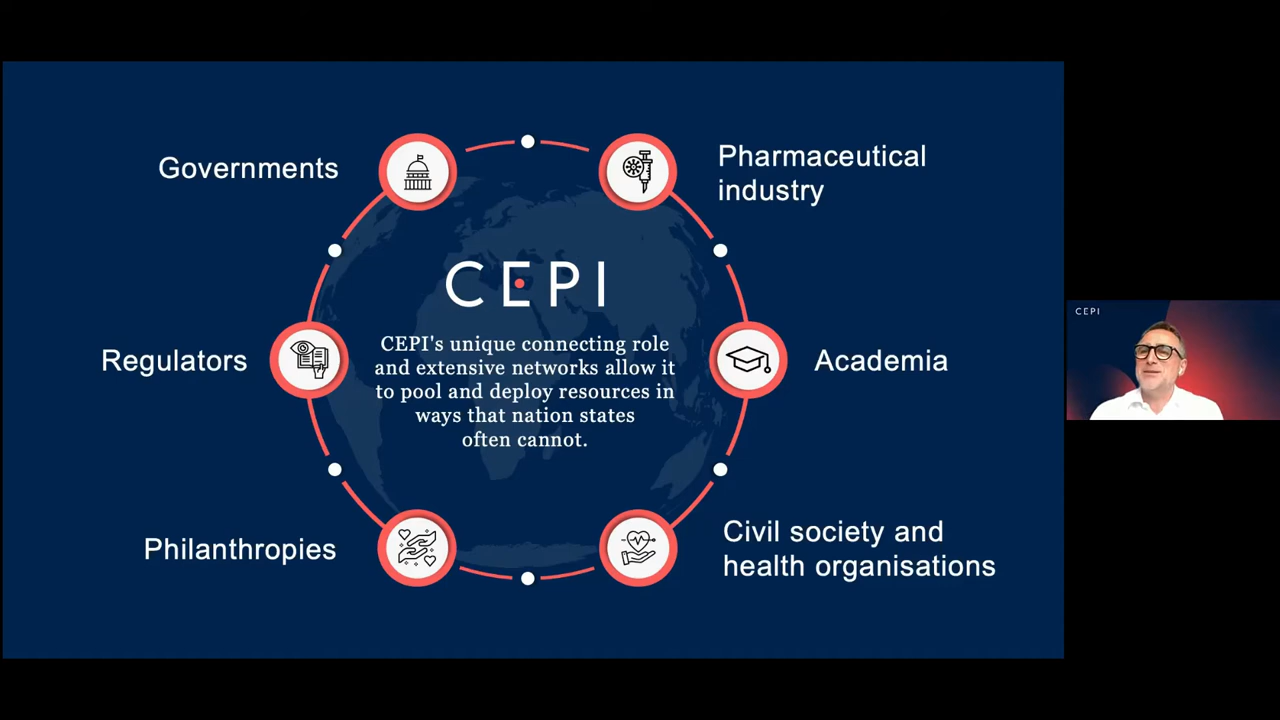 Governments
Pharmaceutical
industry
CEPI
CEPI's unique connecting role
and extensive networks allow it
to pool and deploy resources in
ways that nation states
often cannot.
Regulators
Academia
Philanthropies
Civil society and
health organisations
CEPI